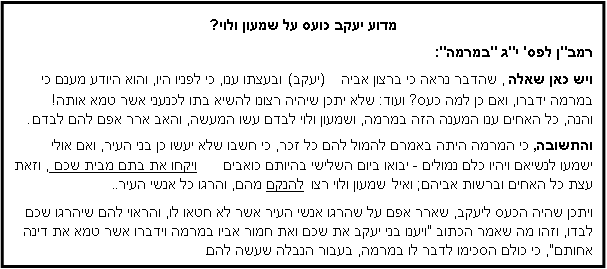 מדוע יעקב כועס על שמעון ולוי?
רמב"ן לפס' י"ג "במרמה":
ויש כאן שאלה, שהדבר נראה כי ברצון אביה (יעקב) ובעצתו ענו, כי לפניו היו, והוא היודע מענם כי
במרמה ידברו, ואם כן למה כעס? ועוד: שלא יתכן שיהיה רצונו להשיא בתו לכנעני אשר טמא אותה!
והנה, כל האחים ענו המענה הזה במרמה, ושמעון ולוי לבדם עשו המעשה, והאב ארר אפם להם לבדם.
והתשובה, כי המרמה היתה באמרם להמול להם כל זכר, כי חשבו שלא יעשו כן בני העיר, ואם אולי
ישמעו לנשיאם ויהיו כלם נמולים - יבואו ביום השלישי בהיותם כואבים ויקחו את בתם מבית שכם, וזאת
עצת כל האחים וברשות אביהם; ואיל שמעון ולוי רצו להנקם מהם, והרגו כל אנשי העיר..
ויתכן שהיה הכעס ליעקב, שארר אפם על שהרגו אנשי העיר אשר לא חטאו לו, והראוי להם שיהרגו שכם
לבדו, וזהו מה שאמר הכתוב "ויענו בני יעקב את שכם ואת חמור אביו במרמה וידברו אשר טמא את דינה
אחותם", כי כולם הסכימו לדבר לו במרמה, בעבור הנבלה שעשה להם.